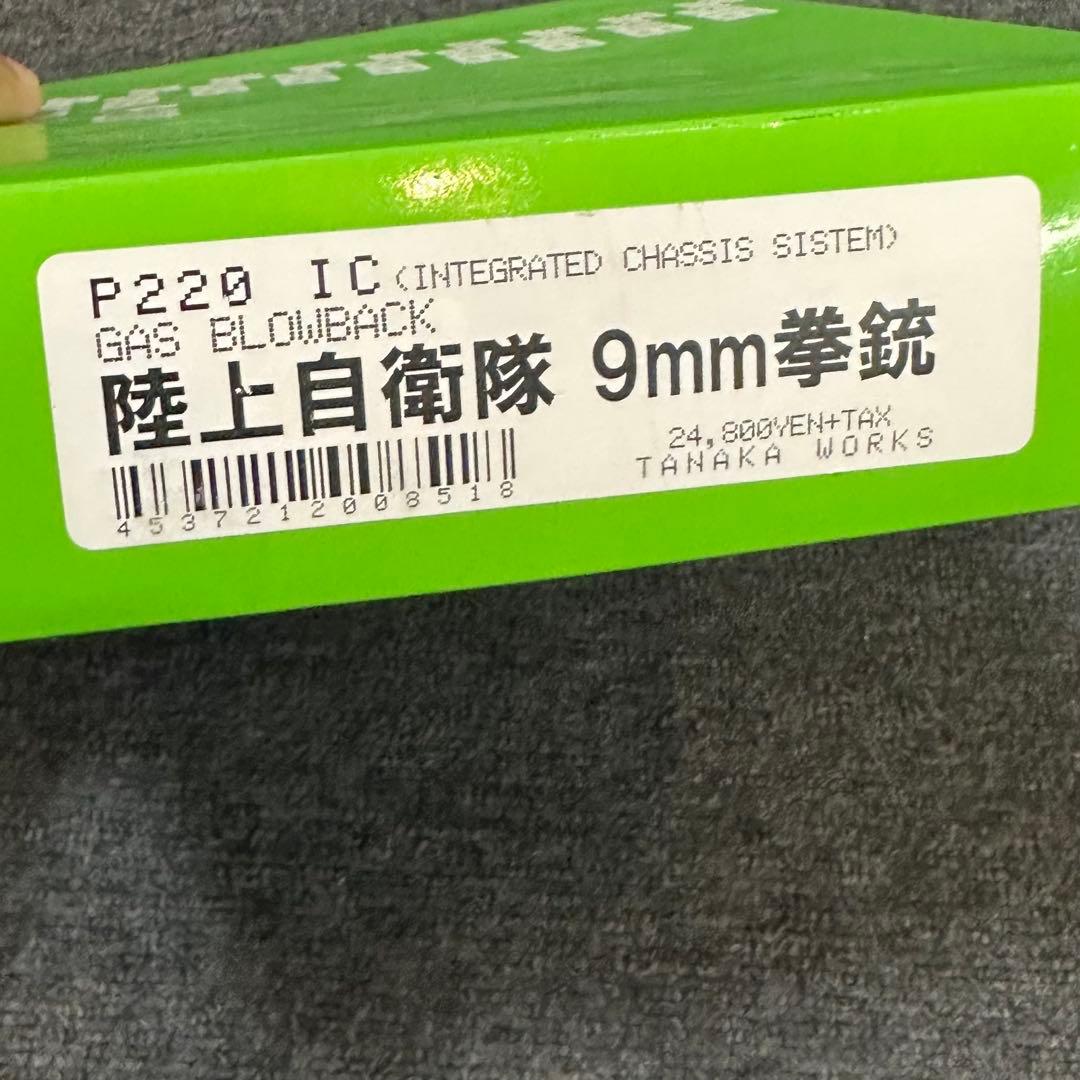 P220 IC(INTEGRATED CHASSIS SISTEM)
GAS BLOWBACK
陸上自衛隊 9mm拳銃
24,800YEN+TAX
TANAKA WORKS
4537212008518